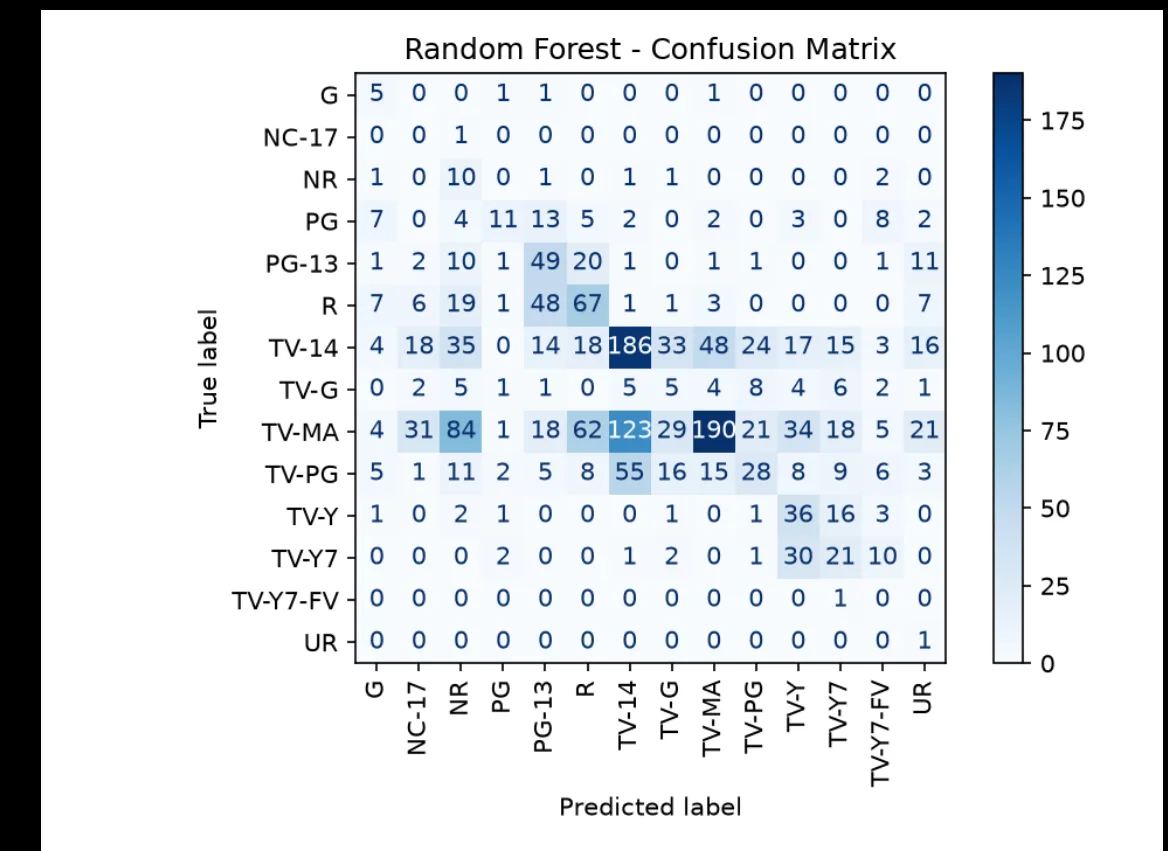 Random Forest - Confusion Matrix
G 5 0 0 1 1 0 0 0 1 0 0 0 0 0
NC-17 0 0 1 0 0 0 0 0 0 0 0 0 0 0
NR 1 0 10 0 1 0 1 1 0 0 0 0 2 0
PG 7 0 4 11 13 5 2 0 2 0 3 0 8 2
PG-13 1 2 10 1 49 20 1 0 1 1 0 0 1 11
R 7 6 19 1 48 67 1 1 3 0 0 0 0 7
TV-14 4 18 35 0 14 18 186 33 48 24 17 15 3 16
TV-G 0 2 5 1 1 0 5 5 4 8 4 6 2 1
TV-MA 4 31 84 1 18 62 123 29 190 21 34 18 5 21
TV-PG 5 1 11 2 5 8 55 16 15 28 8 9 6 3
TV-Y 1 0 2 1 0 0 0 1 0 1 36 16 3 0
TV-Y7 0 0 0 2 0 0 1 2 0 1 30 21 10 0
TV-Y7-FV 0 0 0 0 0 0 0 0 0 0 0 1 0 0
UR 0 0 0 0 0 0 0 0 0 0 0 0 0 1
G NC-17 NR PG PG-13 R TV-14 TV-G TV-MA TV-PG TV-Y TV-Y7 TV-Y7-FV UR
Predicted label
True label
175
150
125
100
75
50
25
0